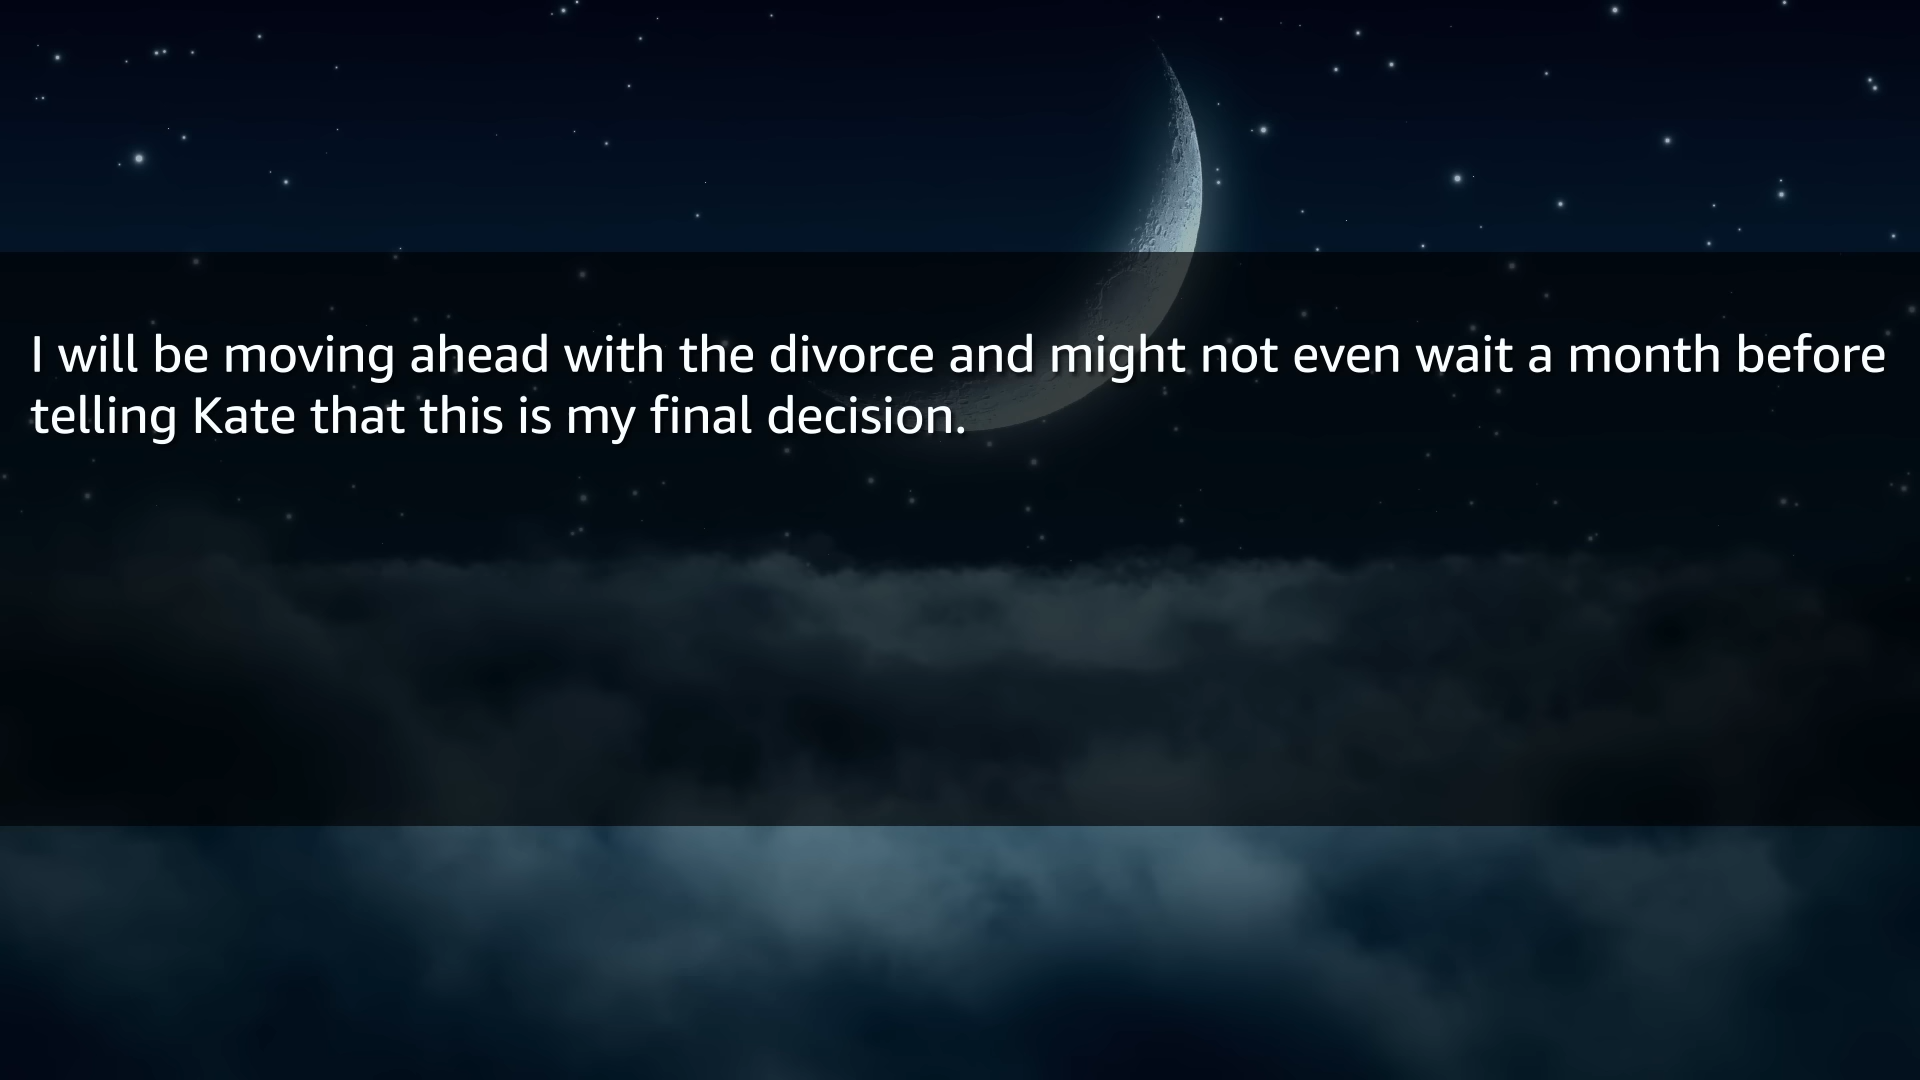 I will be moving ahead with the divorce and might not even wait a month before
telling Kate that this is my final decision.